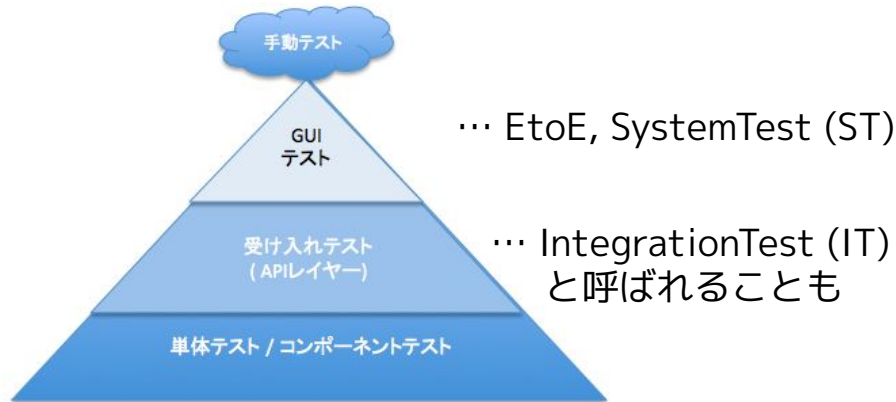 手動テスト
GUI
テスト
… EtoE, SystemTest (ST)
受け入れテスト
( APIレイヤー)
… IntegrationTest (IT)
と呼ばれることも
単体テスト / コンポーネントテスト